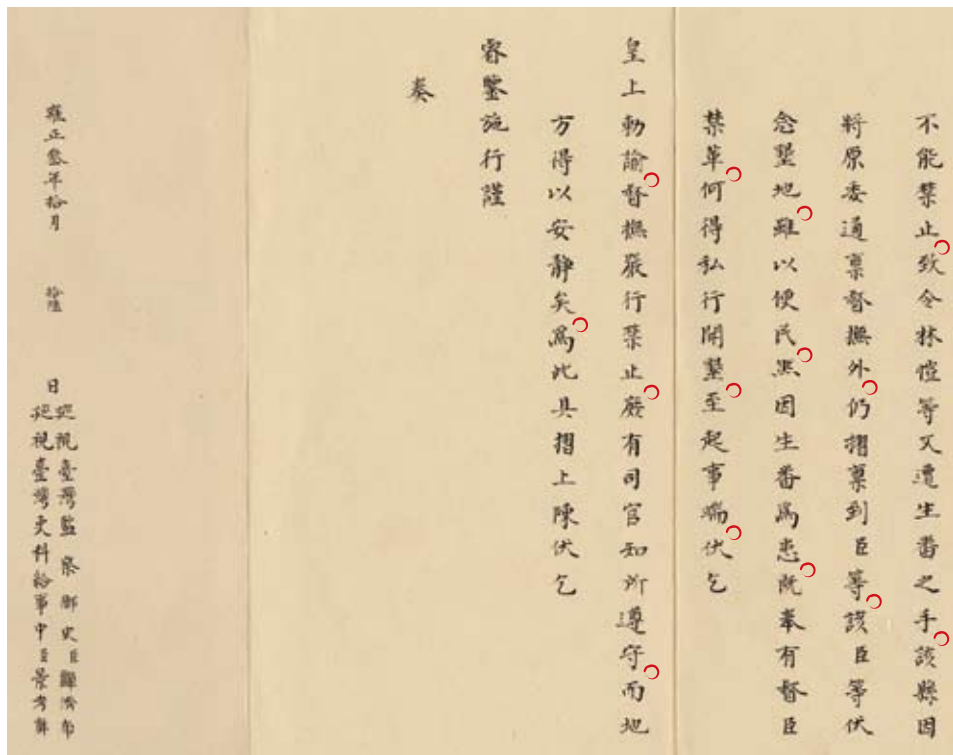 不能禁止致令林愷等又遭生番之手該縣因
將原委通稟督撫外仍摺稟到臣等該臣等伏
念墾地雖以便民然因生番爲患既奉有督臣
禁革何得私行開墾至起事端伏乞
皇上勅諭督撫嚴行禁止庶有司官知所遵守而地
方得以安靜矣爲此具摺上陳伏乞
睿鑒施行謹
奏
雍正叁年拾月 拾陸 日
巡視臺灣監察御史臣禪濟布
巡視臺灣吏科給事中臣景考祥